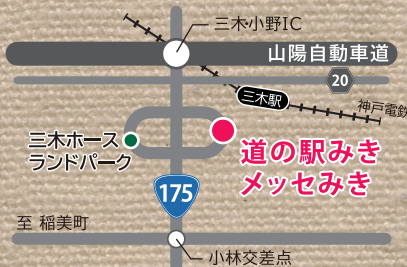 三木・小野IC
山陽自動車道
20
三木駅
神戸電鉄
三木ホース
ランドパーク
道の駅みき
メッセみき
175
至 稲美町
小林交差点